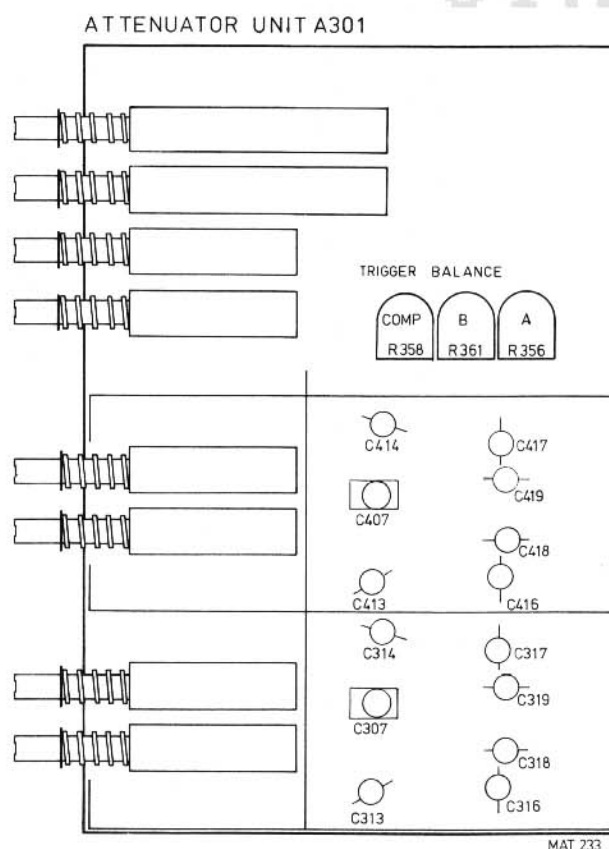 ATTENUATOR UNIT A301
TRIGGER BALANCE
COMP B A
R358 R361 R356
C414 C417
C419
C407
C418
C413 C416
C314 C317
C319
C307
C318
C313 C316
MAT 233